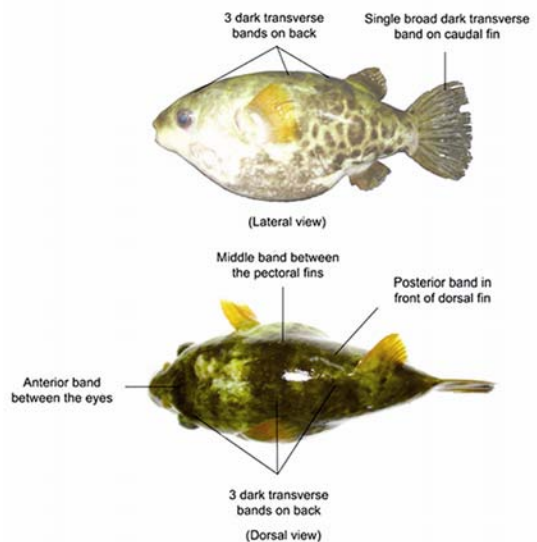 3 dark transverse
bands on back
Single broad dark transverse
band on caudal fin
(Lateral view)
Middle band between
the pectoral fins
Posterior band in
front of dorsal fin
Anterior band
between the eyes
3 dark transverse
bands on back
(Dorsal view)